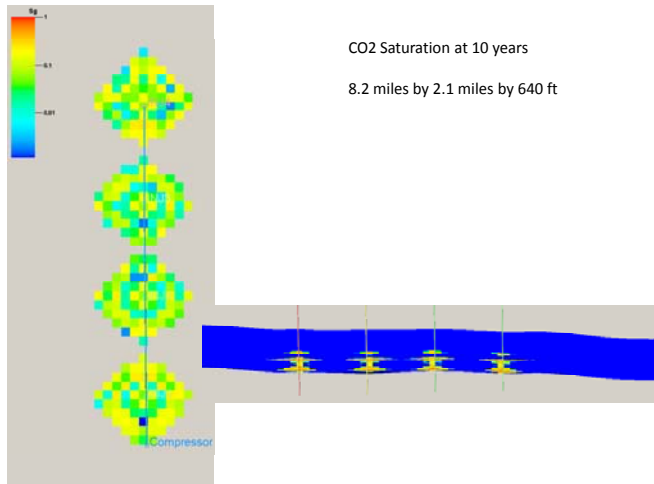 Sg
1
0.1
0.01
CO2 Saturation at 10 years
8.2 miles by 2.1 miles by 640 ft
Compressor